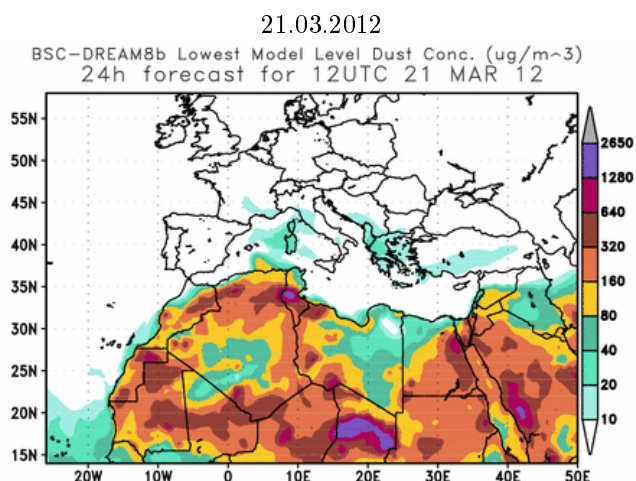 21.03.2012
BSC-DREAM8b Lowest Model Level Dust Conc. (ug/m^3)
24h forecast for 12UTC 21 MAR 12
55N
50N
45N
40N
35N
30N
25N
20N
15N
20W
10W
0
10E
20E
30E
40E
50E
2650
1280
640
320
160
80
40
20
10